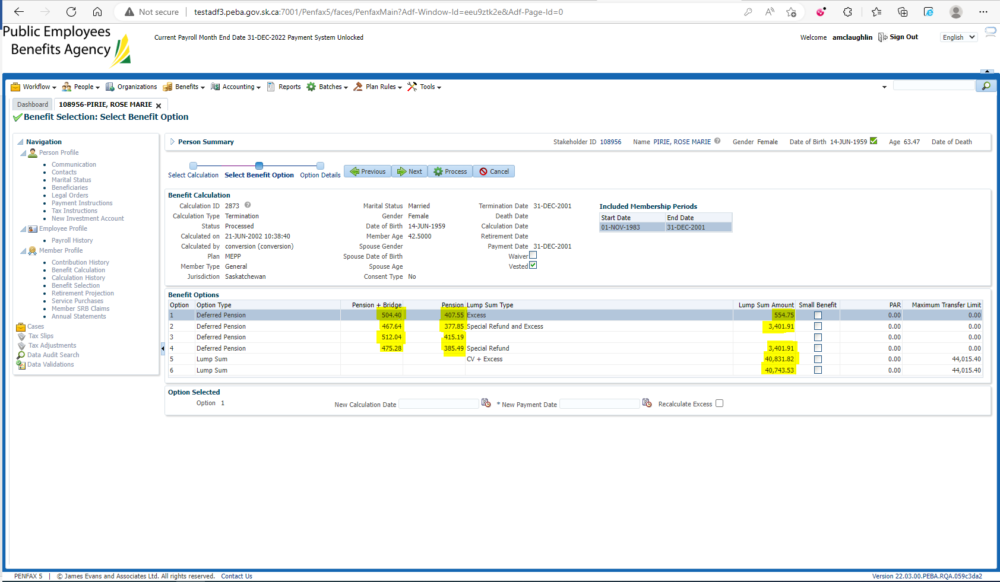 Not secure
testadf3.peba.gov.sk.ca:7001/Penfax5/faces/PenfaxMain?Adf-Window-Id=eeu9ztk2e&Adf-Page-Id=0
Public Employees
Benefits Agency
Current Payroll Month End Date 31-DEC-2022 Payment System Unlocked
Welcome amclaughlin Sign Out English
Workflow People Organizations Benefits Accounting Reports Batches Plan Rules Tools
Dashboard 108956-PIRIE, ROSE MARIE
Benefit Selection: Select Benefit Option
Navigation
Person Profile
Communication
Contacts
Marital Status
Beneficiaries
Legal Orders
Payment Instructions
Tax Instructions
New Investment Account
Employee Profile
Payroll History
Member Profile
Contribution History
Benefit Calculation
Calculation History
Benefit Selection
Retirement Projection
Service Purchases
Member SRB Claims
Annual Statements
Cases
Tax Slips
Tax Adjustments
Data Audit Search
Data Validations
Person Summary
Stakeholder ID 108956 Name PIRIE, ROSE MARIE Gender Female Date of Birth 14-JUN-1959 Age 63.47 Date of Death
Select Calculation Select Benefit Option Option Details Previous Next Process Cancel
Benefit Calculation
Calculation ID 2873
Calculation Type Termination
Status Processed
Calculated on 21-JUN-2002 10:38:40
Calculated by conversion (conversion)
Plan MEPP
Member Type General
Jurisdiction Saskatchewan
Marital Status Married
Gender Female
Date of Birth 14-JUN-1959
Member Age 42.5000
Spouse Gender
Spouse Date of Birth
Spouse Age
Consent Type No
Termination Date 31-DEC-2001
Death Date
Calculation Date
Retirement Date
Payment Date 31-DEC-2001
Waiver
Vested
Included Membership Periods
Start Date End Date
01-NOV-1983 31-DEC-2001
Benefit Options
Option Option Type Pension + Bridge Pension Lump Sum Type Lump Sum Amount Small Benefit PAR Maximum Transfer Limit
1 Deferred Pension 504.40 407.55 Excess 554.75 0.00 0.00
2 Deferred Pension 467.64 377.85 Special Refund and Excess 3,401.91 0.00 0.00
3 Deferred Pension 512.04 415.19 0.00 0.00
4 Deferred Pension 475.28 385.49 Special Refund 3,401.91 0.00 0.00
5 Lump Sum CV + Excess 40,831.82 0.00 44,015.40
6 Lump Sum 40,743.53 0.00 44,015.40
Option Selected
Option 1 New Calculation Date * New Payment Date Recalculate Excess
PENFAX 5 | © James Evans and Associates Ltd. All rights reserved. Contact Us
Version 22.03.00.PEBA.RQA.059c3da2